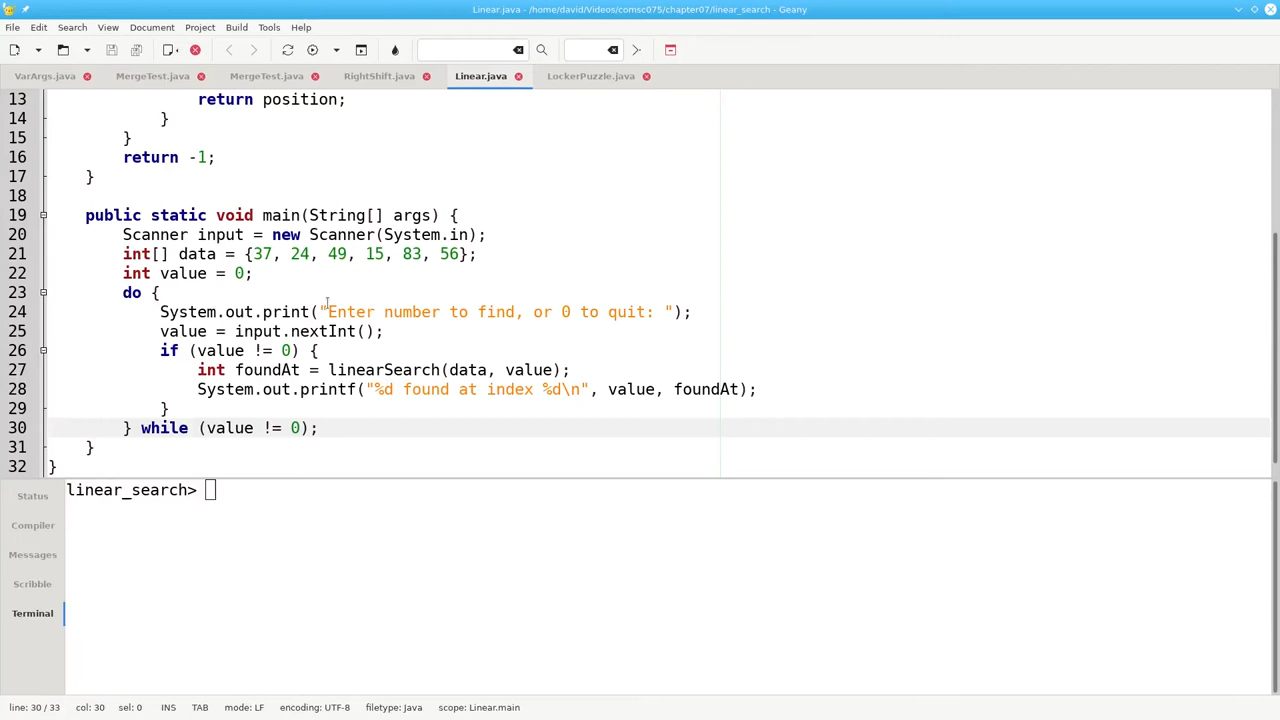 Linear.java - /home/david/Videos/comsc075/chapter07/linear_search - Geany
File Edit Search View Document Project Build Tools Help
VarArgs.java MergeTest.java MergeTest.java RightShift.java Linear.java LockerPuzzle.java
13 return position;
14 }
15 }
16 return -1;
17 }
18
19 public static void main(String[] args) {
20 Scanner input = new Scanner(System.in);
21 int[] data = {37, 24, 49, 15, 83, 56};
22 int value = 0;
23 do {
24 System.out.print("Enter number to find, or 0 to quit: ");
25 value = input.nextInt();
26 if (value != 0) {
27 int foundAt = linearSearch(data, value);
28 System.out.printf("%d found at index %d\n", value, foundAt);
29 }
30 } while (value != 0);
31 }
32 }
linear_search>
Status
Compiler
Messages
Scribble
Terminal
line: 30 / 33 col: 30 sel: 0 INS TAB mode: LF encoding: UTF-8 filetype: Java scope: Linear.main